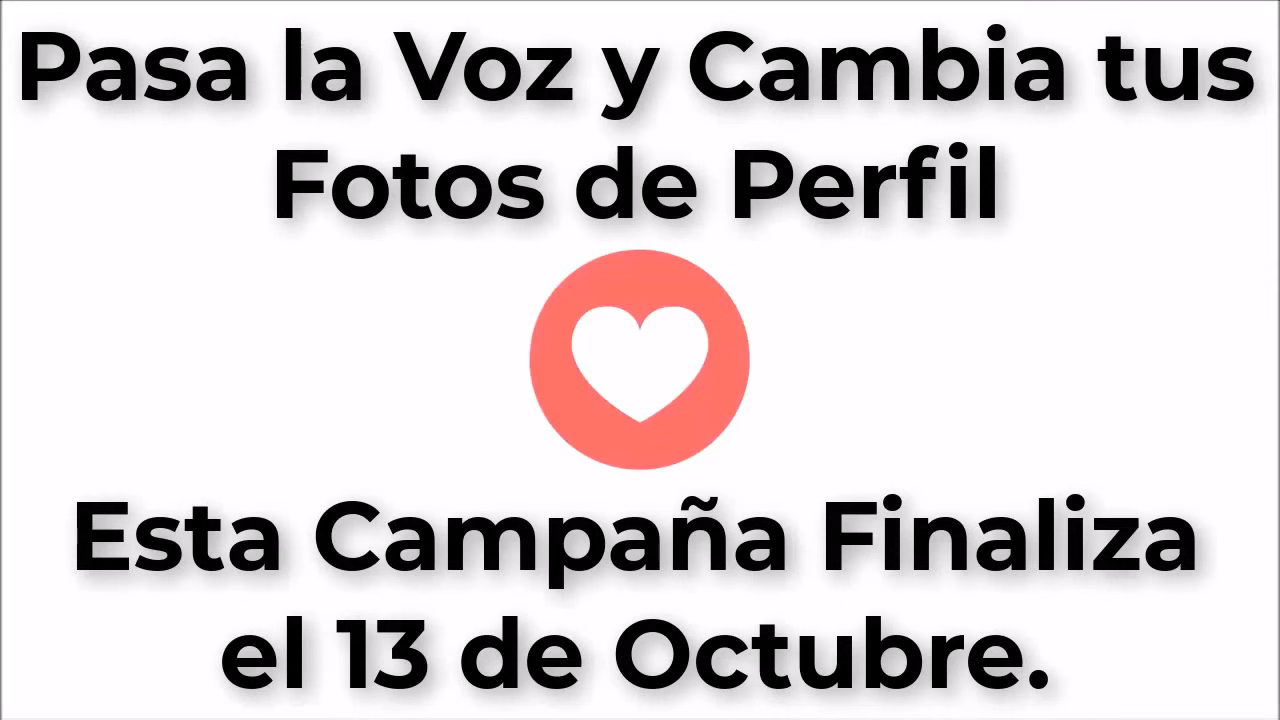 Pasa la Voz y Cambia tus
Fotos de Perfil
Esta Campaña Finaliza
el 13 de Octubre.